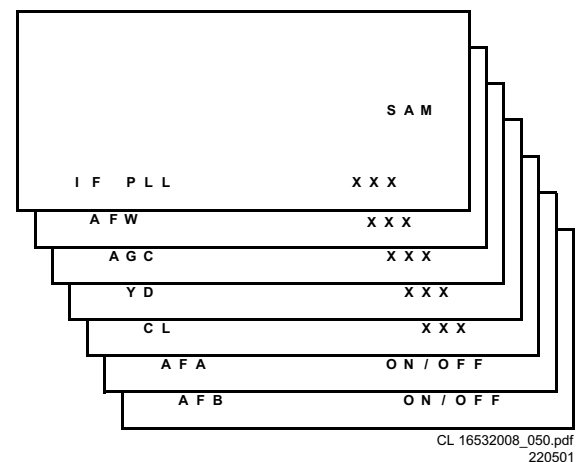 SAM
IF PLL XXX
AFW XXX
AGC XXX
YD XXX
CL XXX
AFA ON/OFF
AFB ON/OFF
CL 16532008_050.pdf
220501